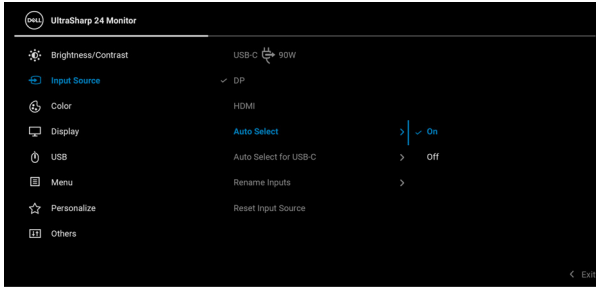 DELL UltraSharp 24 Monitor
Brightness/Contrast USB-C 90W
Input Source DP
Color HDMI
Display Auto Select On
USB Auto Select for USB-C Off
Menu Rename Inputs
Personalize Reset Input Source
Others
Exit